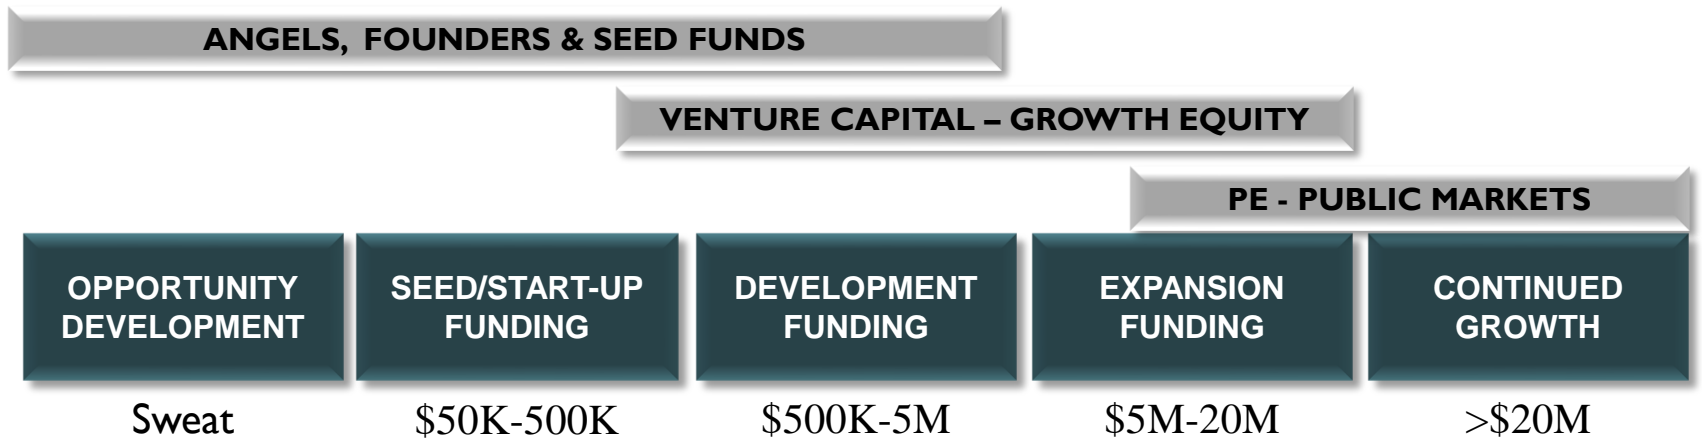 ANGELS, FOUNDERS & SEED FUNDS
VENTURE CAPITAL – GROWTH EQUITY
PE - PUBLIC MARKETS
OPPORTUNITY
DEVELOPMENT
SEED/START-UP
FUNDING
DEVELOPMENT
FUNDING
EXPANSION
FUNDING
CONTINUED
GROWTH
Sweat
$50K-500K
$500K-5M
$5M-20M
>$20M